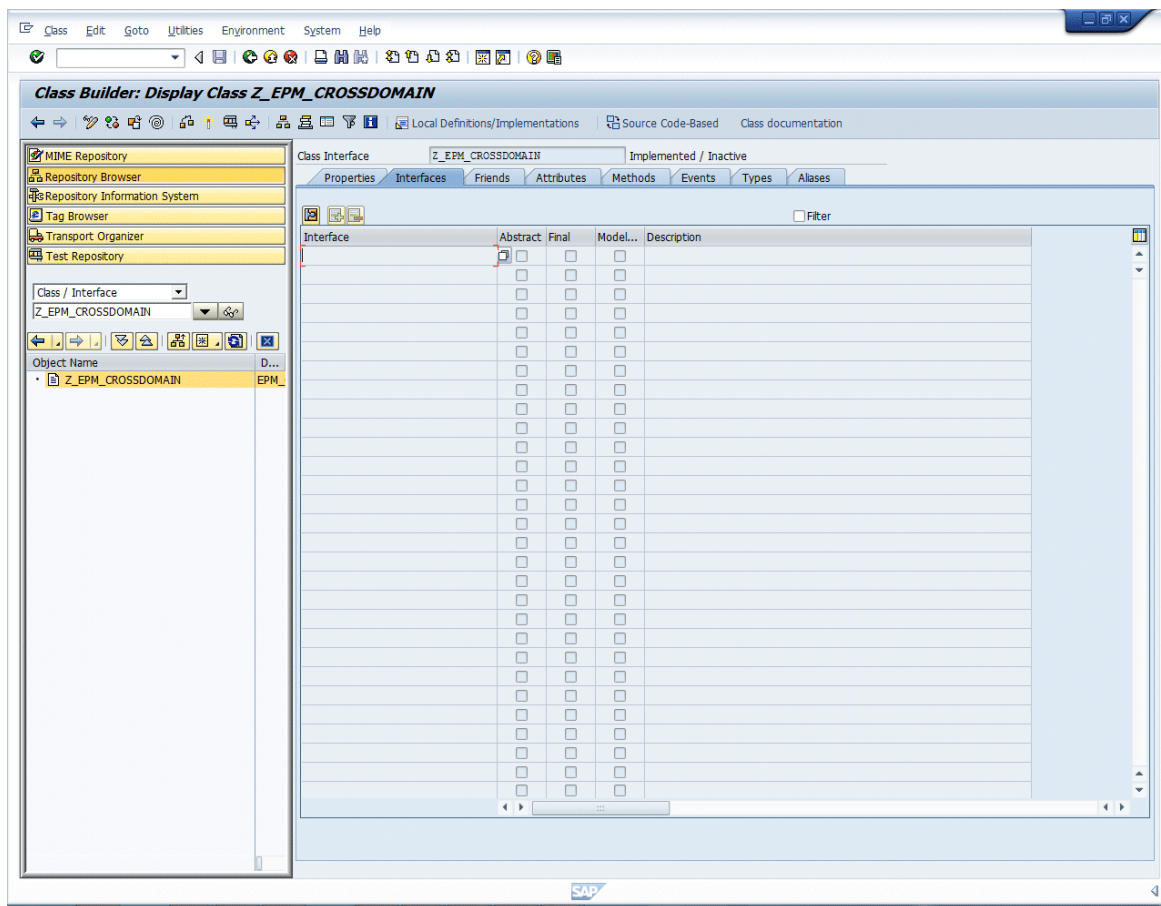 Class Edit Goto Utilities Environment System Help
Class Builder: Display Class Z_EPM_CROSSDOMAIN
Local Definitions/Implementations Source Code-Based Class documentation
MIME Repository
Repository Browser
Repository Information System
Tag Browser
Transport Organizer
Test Repository
Class / Interface
Z_EPM_CROSSDOMAIN
Object Name D...
Z_EPM_CROSSDOMAIN EPM_
Class Interface Z_EPM_CROSSDOMAIN Implemented / Inactive
Properties Interfaces Friends Attributes Methods Events Types Aliases
Filter
Interface Abstract Final Model... Description
SAP